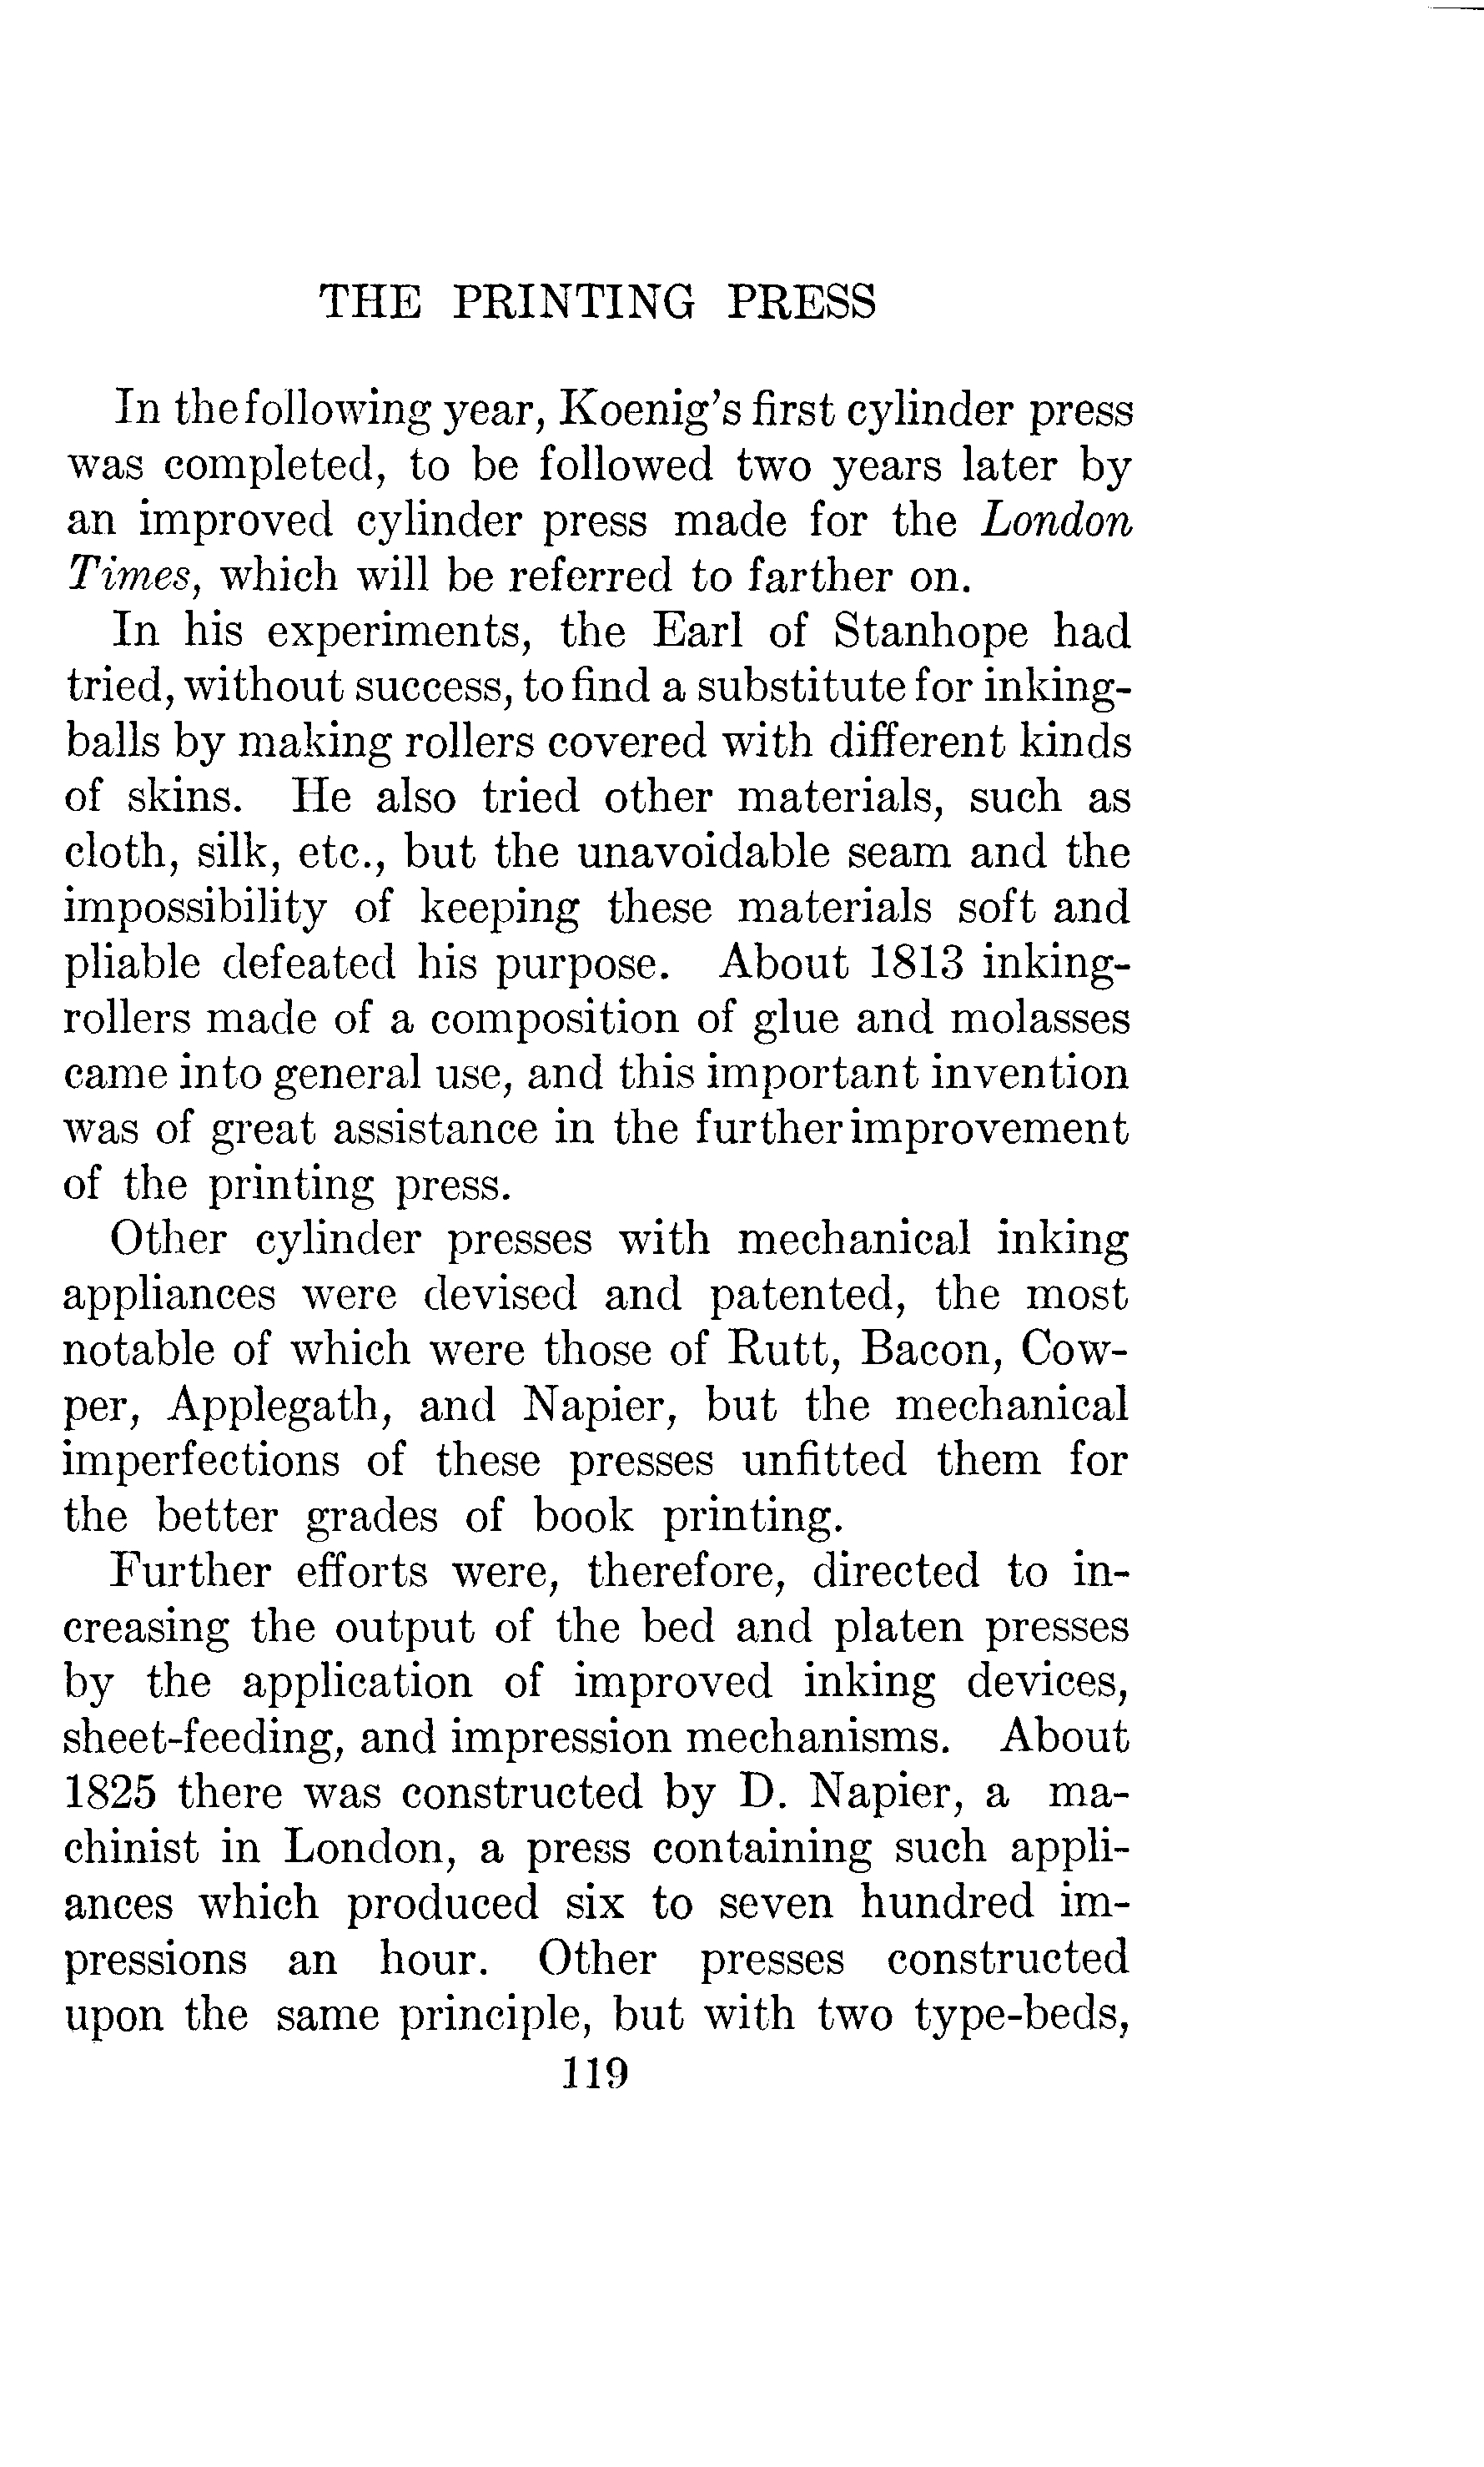 THE PRINTING PRESS
In the following year, Koenig's first cylinder press
was completed, to be followed two years later by
an improved cylinder press made for the London
Times, which will be referred to farther on.
In his experiments, the Earl of Stanhope had
tried, without success, to find a substitute for inking-
balls by making rollers covered with different kinds
of skins. He also tried other materials, such as
cloth, silk, etc., but the unavoidable seam and the
impossibility of keeping these materials soft and
pliable defeated his purpose. About 1813 inking-
rollers made of a composition of glue and molasses
came into general use, and this important invention
was of great assistance in the further improvement
of the printing press.
Other cylinder presses with mechanical inking
appliances were devised and patented, the most
notable of which were those of Rutt, Bacon, Cow-
per, Applegath, and Napier, but the mechanical
imperfections of these presses unfitted them for
the better grades of book printing.
Further efforts were, therefore, directed to in-
creasing the output of the bed and platen presses
by the application of improved inking devices,
sheet-feeding, and impression mechanisms. About
1825 there was constructed by D. Napier, a ma-
chinist in London, a press containing such appli-
ances which produced six to seven hundred im-
pressions an hour. Other presses constructed
upon the same principle, but with two type-beds,
119